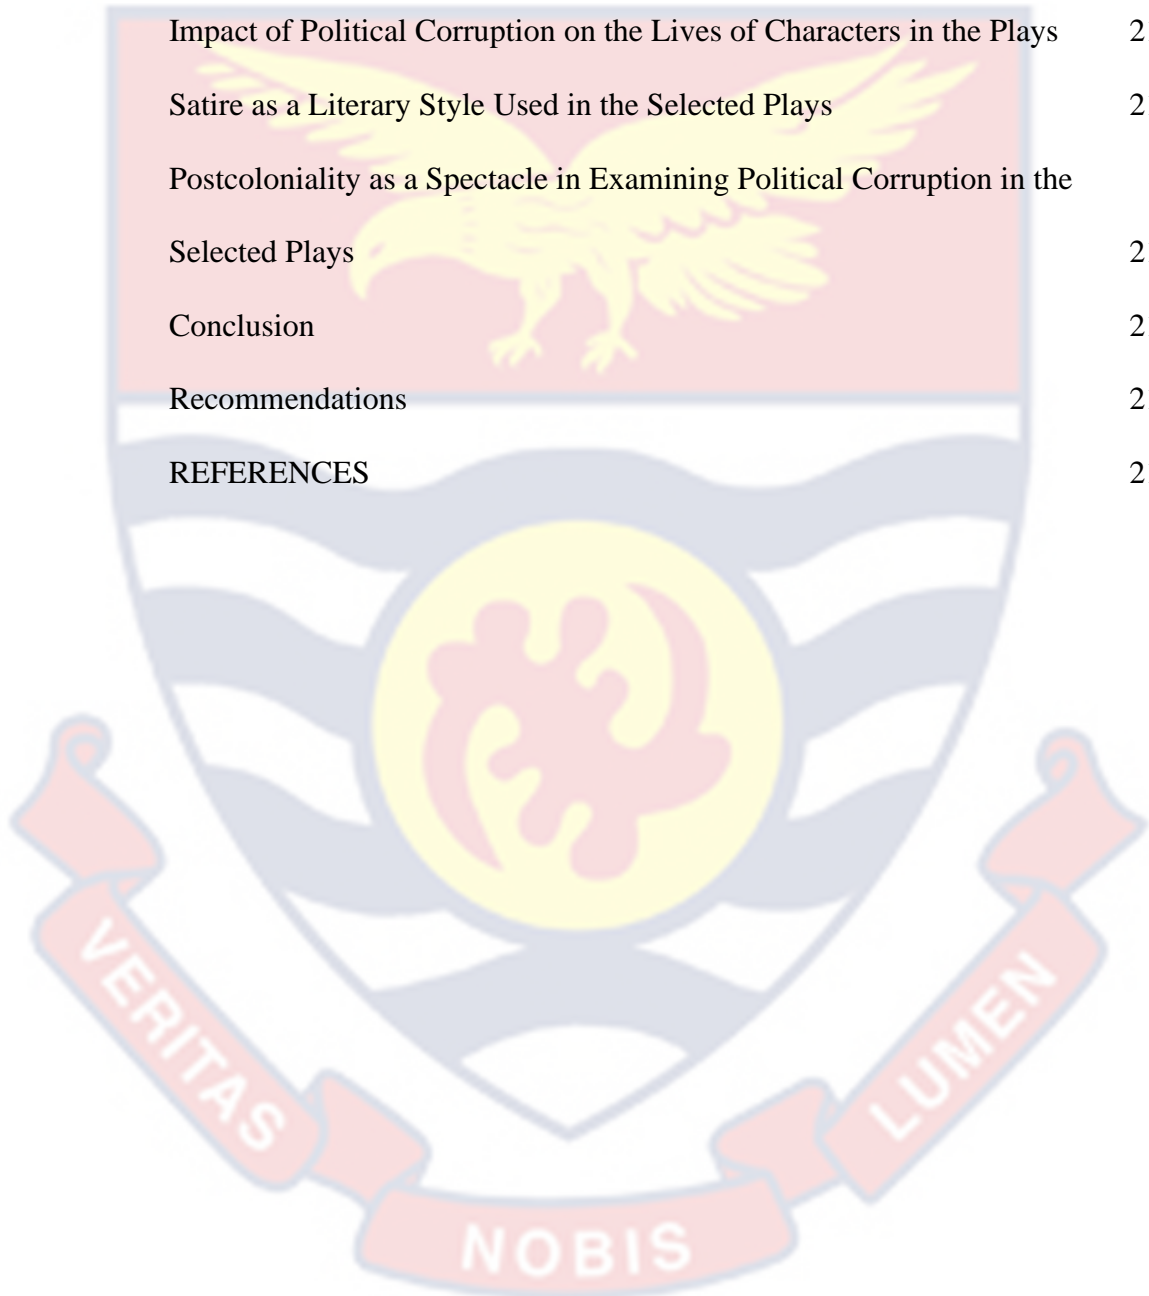 Impact of Political Corruption on the Lives of Characters in the Plays 2
Satire as a Literary Style Used in the Selected Plays 2
Postcoloniality as a Spectacle in Examining Political Corruption in the
Selected Plays 2
Conclusion 2
Recommendations 2
REFERENCES 2
VERITAS
NOBIS
LUMEN